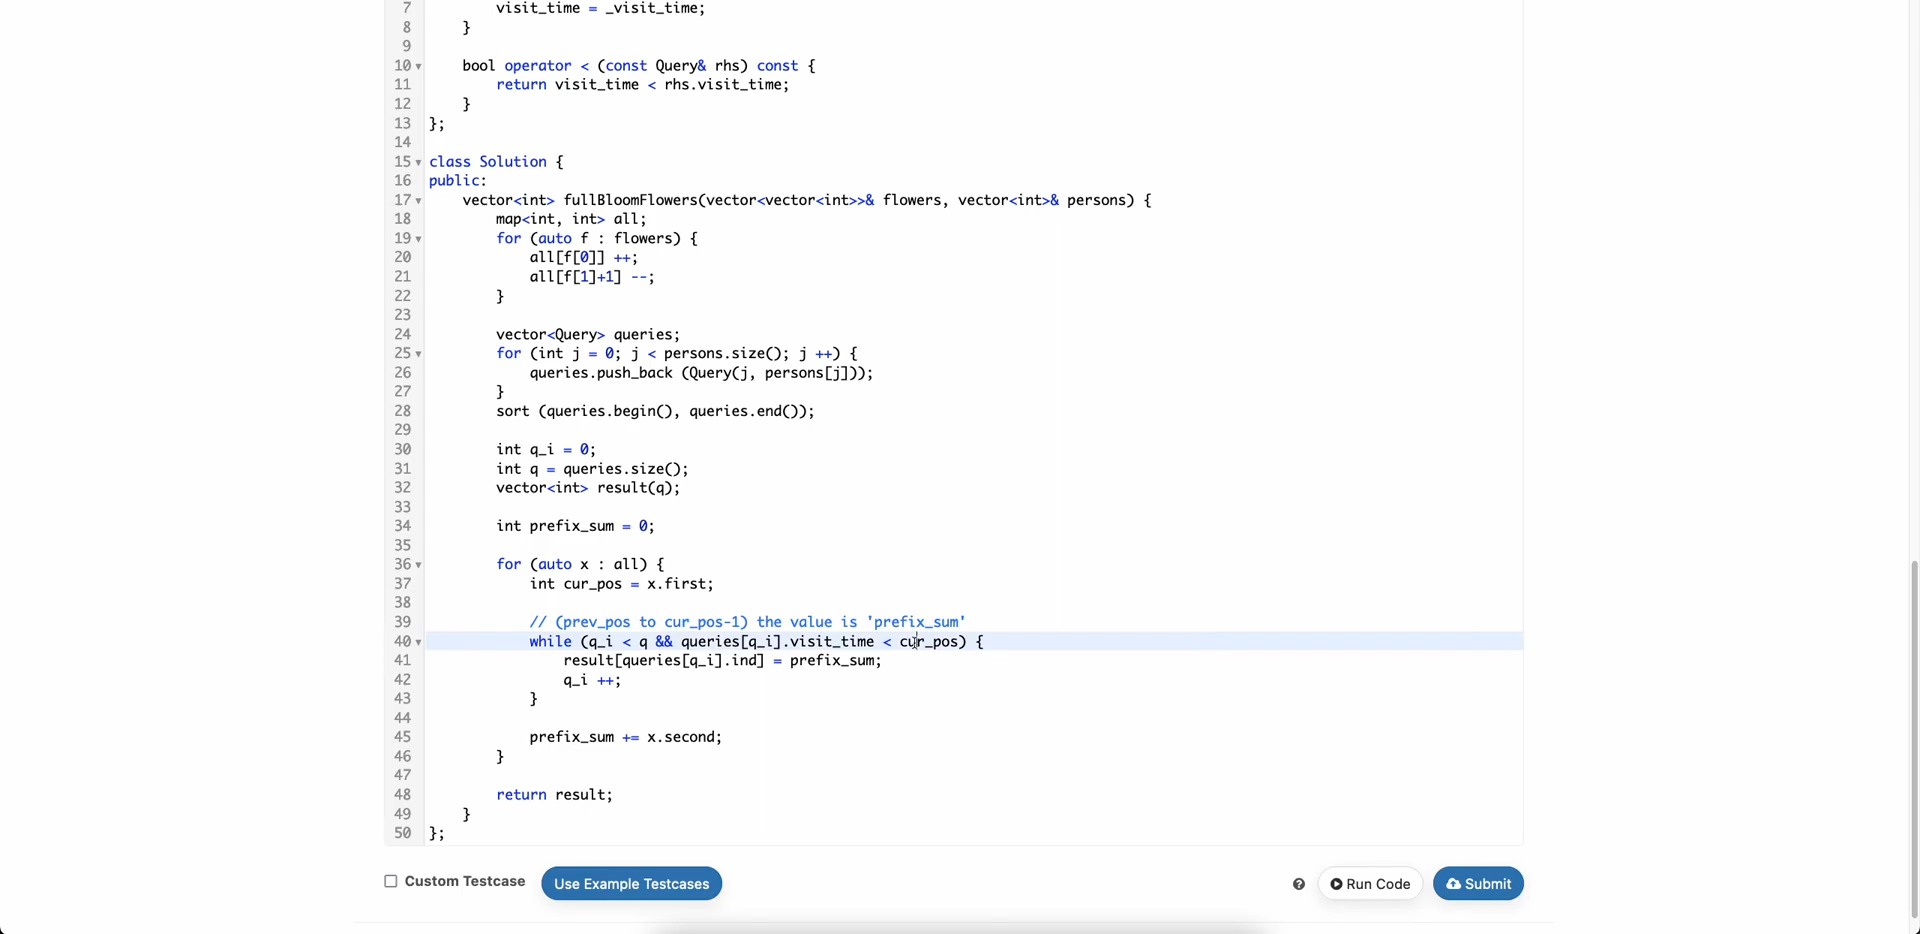 7 visit_time = _visit_time;
8 }
9
10 bool operator < (const Query& rhs) const {
11 return visit_time < rhs.visit_time;
12 }
13 };
14
15 class Solution {
16 public:
17 vector<int> fullBloomFlowers(vector<vector<int>>& flowers, vector<int>& persons) {
18 map<int, int> all;
19 for (auto f : flowers) {
20 all[f[0]] ++;
21 all[f[1]+1] --;
22 }
23
24 vector<Query> queries;
25 for (int j = 0; j < persons.size(); j ++) {
26 queries.push_back (Query(j, persons[j]));
27 }
28 sort (queries.begin(), queries.end());
29
30 int q_i = 0;
31 int q = queries.size();
32 vector<int> result(q);
33
34 int prefix_sum = 0;
35
36 for (auto x : all) {
37 int cur_pos = x.first;
38
39 // (prev_pos to cur_pos-1) the value is 'prefix_sum'
40 while (q_i < q && queries[q_i].visit_time < cur_pos) {
41 result[queries[q_i].ind] = prefix_sum;
42 q_i ++;
43 }
44
45 prefix_sum += x.second;
46 }
47
48 return result;
49 }
50 };
Custom Testcase Use Example Testcases ? Run Code Submit